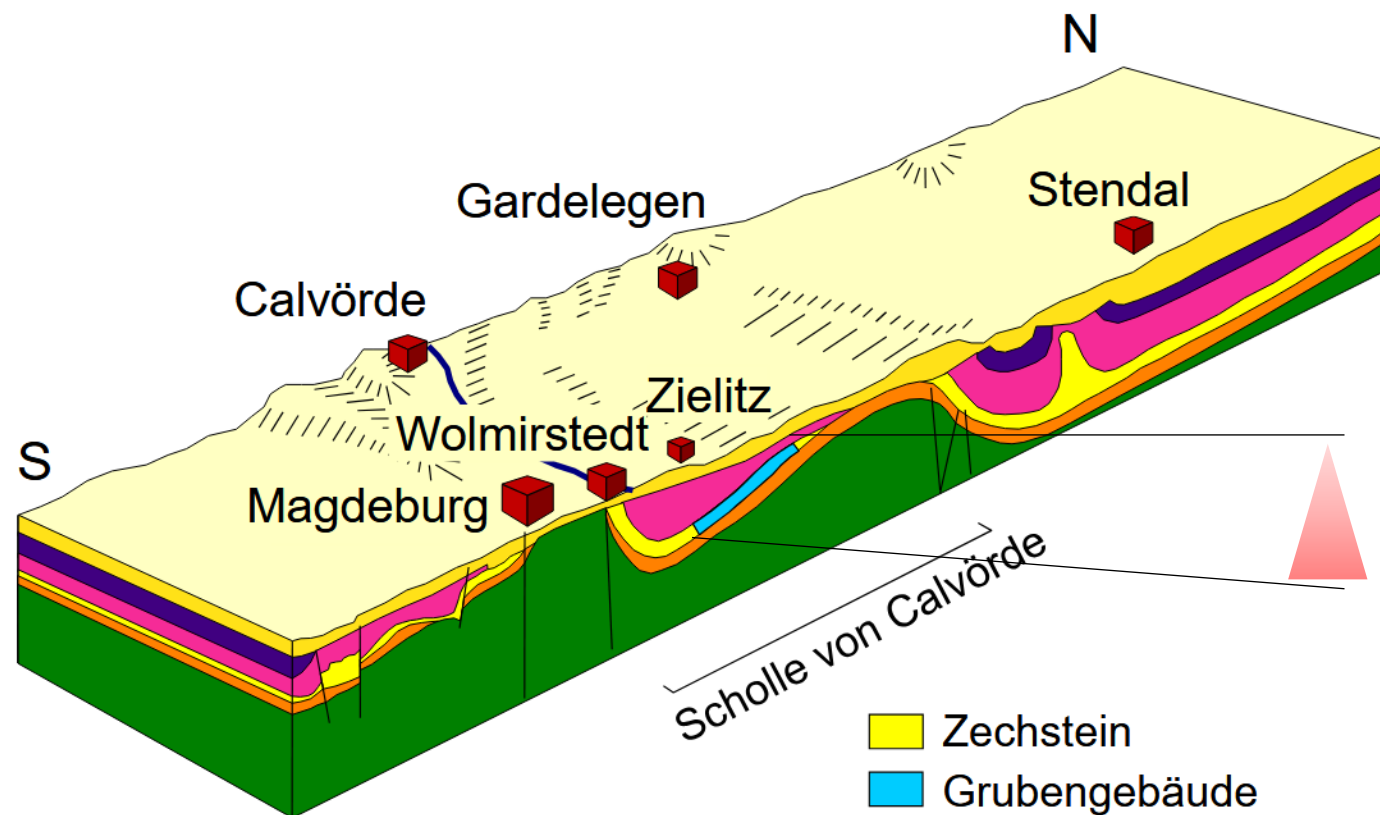 N
Stendal
Gardelegen
Calvörde
Zielitz
Wolmirstedt
S
Magdeburg
Scholle von Calvörde
Zechstein
Grubengebäude